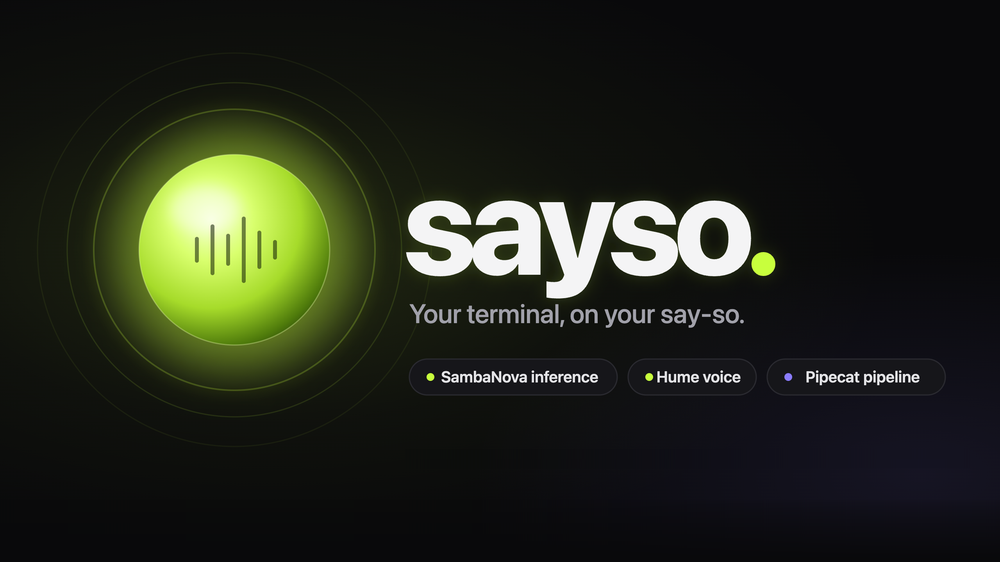 sayso.
Your terminal, on your say-so.
SambaNova inference
Hume voice
Pipecat pipeline